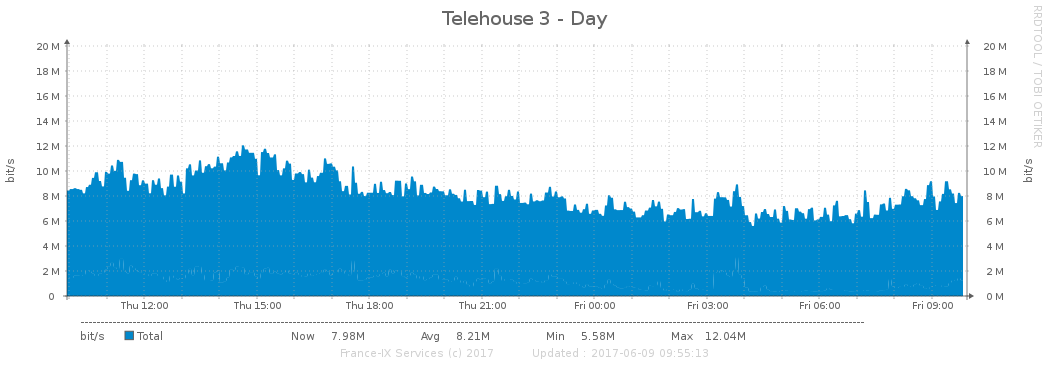 Telehouse 3 - Day
RRDTOOL / TOBI OETIKER
bit/s
bit/s
20 M 20 M
18 M 18 M
16 M 16 M
14 M 14 M
12 M 12 M
10 M 10 M
8 M 8 M
6 M 6 M
4 M 4 M
2 M 2 M
0 0 M
Thu 12:00 Thu 15:00 Thu 18:00 Thu 21:00 Fri 00:00 Fri 03:00 Fri 06:00 Fri 09:00
bit/s Total Now 7.98M Avg 8.21M Min 5.58M Max 12.04M
France-IX Services (c) 2017 Updated : 2017-06-09 09:55:13